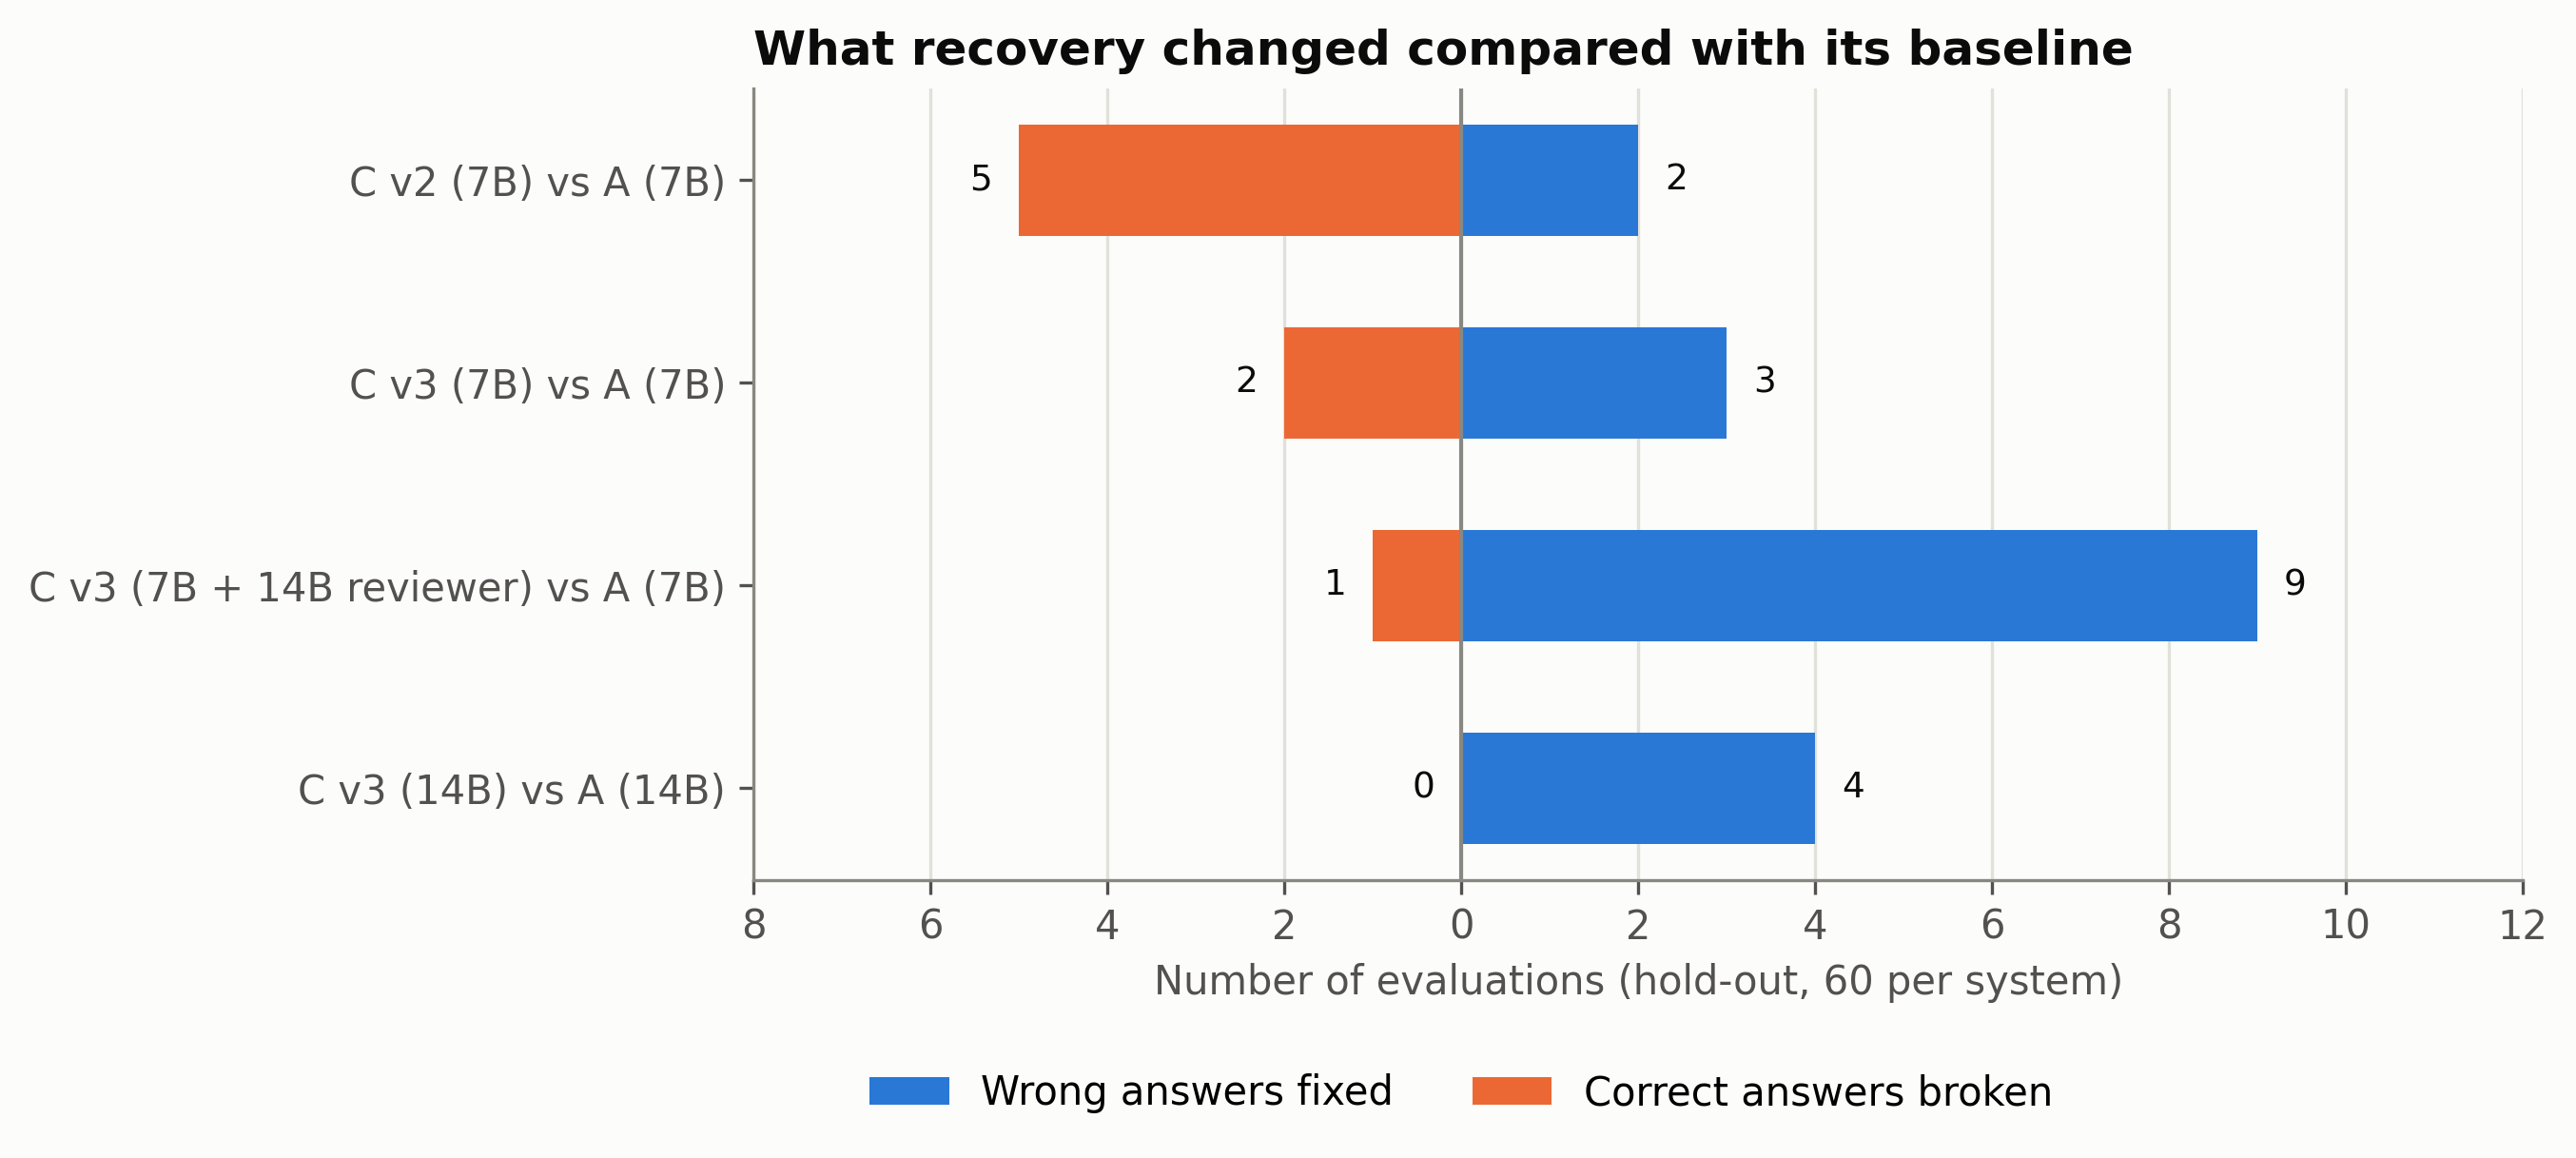 What recovery changed compared with its baseline
C v2 (7B) vs A (7B)
5
2
C v3 (7B) vs A (7B)
2
3
C v3 (7B + 14B reviewer) vs A (7B)
1
9
C v3 (14B) vs A (14B)
0
4
8 6 4 2 0 2 4 6 8 10 12
Number of evaluations (hold-out, 60 per system)
Wrong answers fixed
Correct answers broken